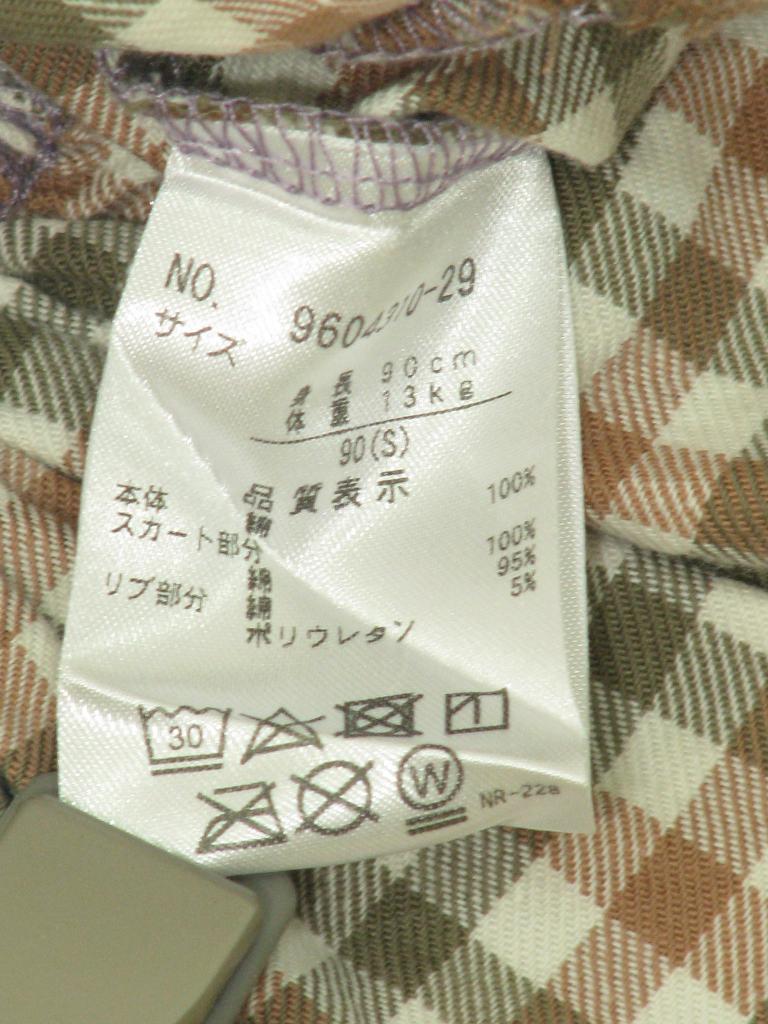 NO. 9604310-29
サイズ
身長 90cm
体重 13kg
90(S)
品質表示
本体 綿 100%
スカート部分 綿 100%
リブ部分 綿 95%
ポリウレタン 5%
30
W
NR-22a